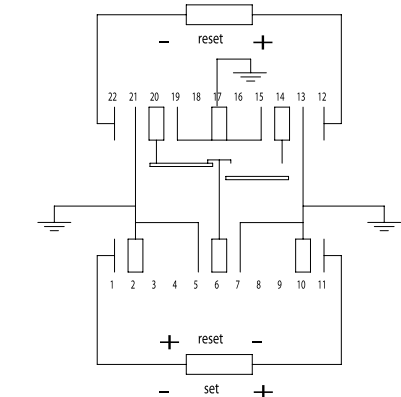 − reset +
22 21 20 19 18 17 16 15 14 13 12
1 2 3 4 5 6 7 8 9 10 11
+ reset −
− set +